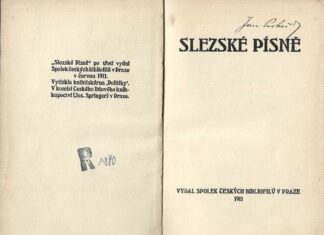 „Slezské Písně" po třetí vydal
Spolek českých bibliofilů v Praze
v červnu 1911.
Vytiskla knihtiskárna „Politiky".
V komisi Českého lidového knih-
kupectví (Jos. Springer) v Praze.
R 1980
SLEZSKÉ PÍSNĚ
VYDAL SPOLEK ČESKÝCH BIBLIOFILŮ V PRAZE
1911